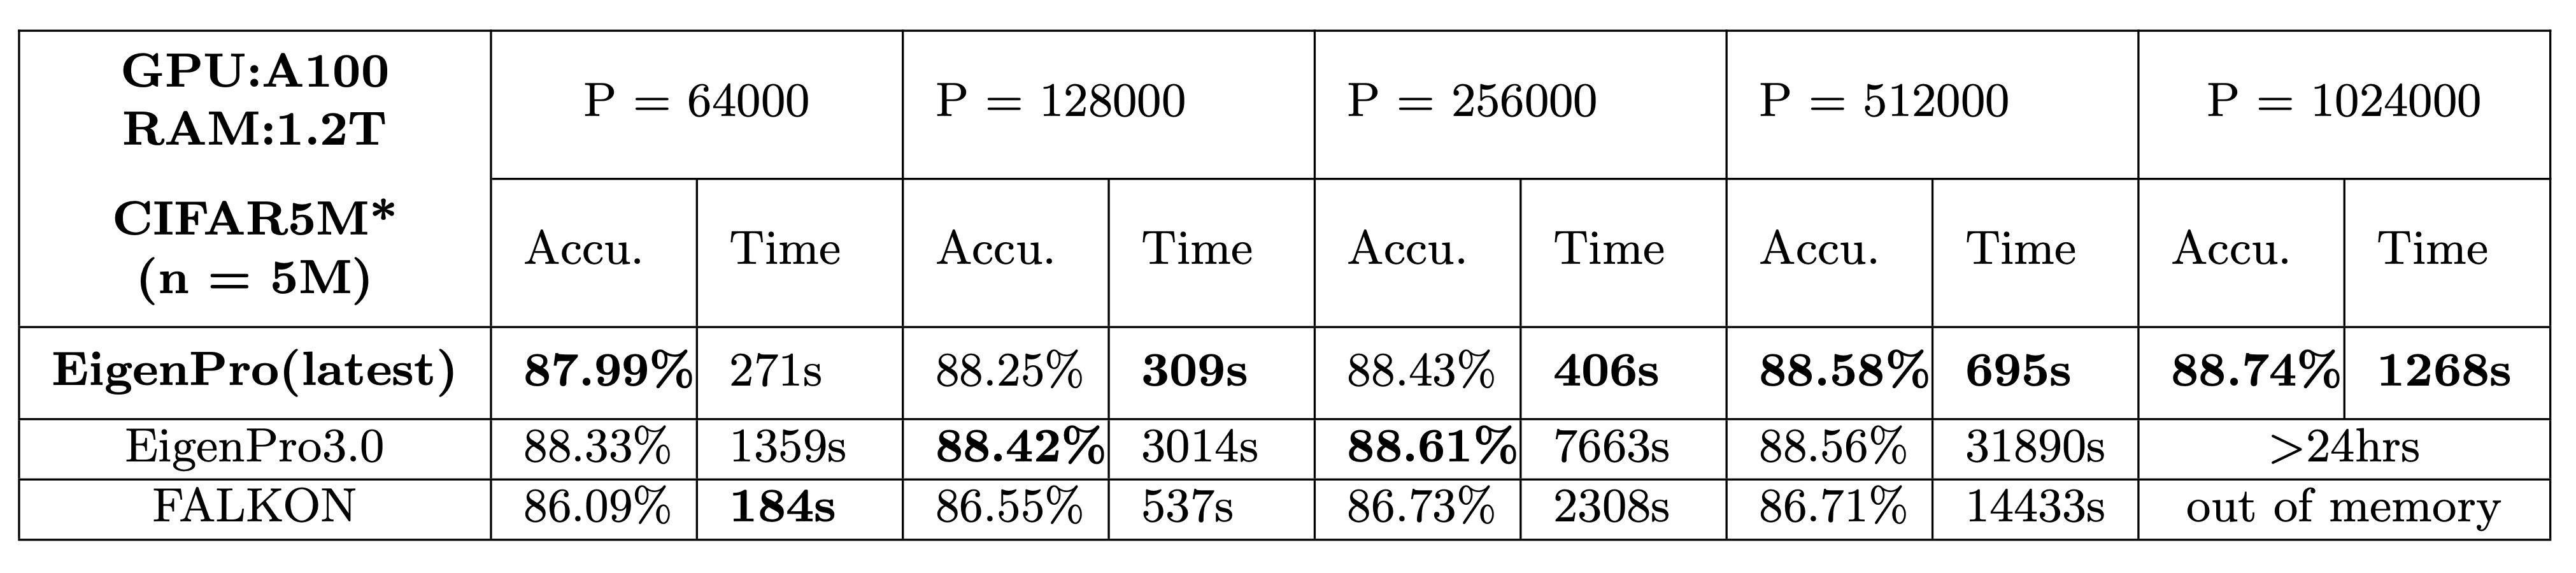 GPU:A100
RAM:1.2T
CIFAR5M*
(n = 5M)
P = 64000 P = 128000 P = 256000 P = 512000 P = 1024000
Accu. Time Accu. Time Accu. Time Accu. Time Accu. Time
EigenPro(latest) 87.99% 271s 88.25% 309s 88.43% 406s 88.58% 695s 88.74% 1268s
EigenPro3.0 88.33% 1359s 88.42% 3014s 88.61% 7663s 88.56% 31890s >24hrs
FALKON 86.09% 184s 86.55% 537s 86.73% 2308s 86.71% 14433s out of memory